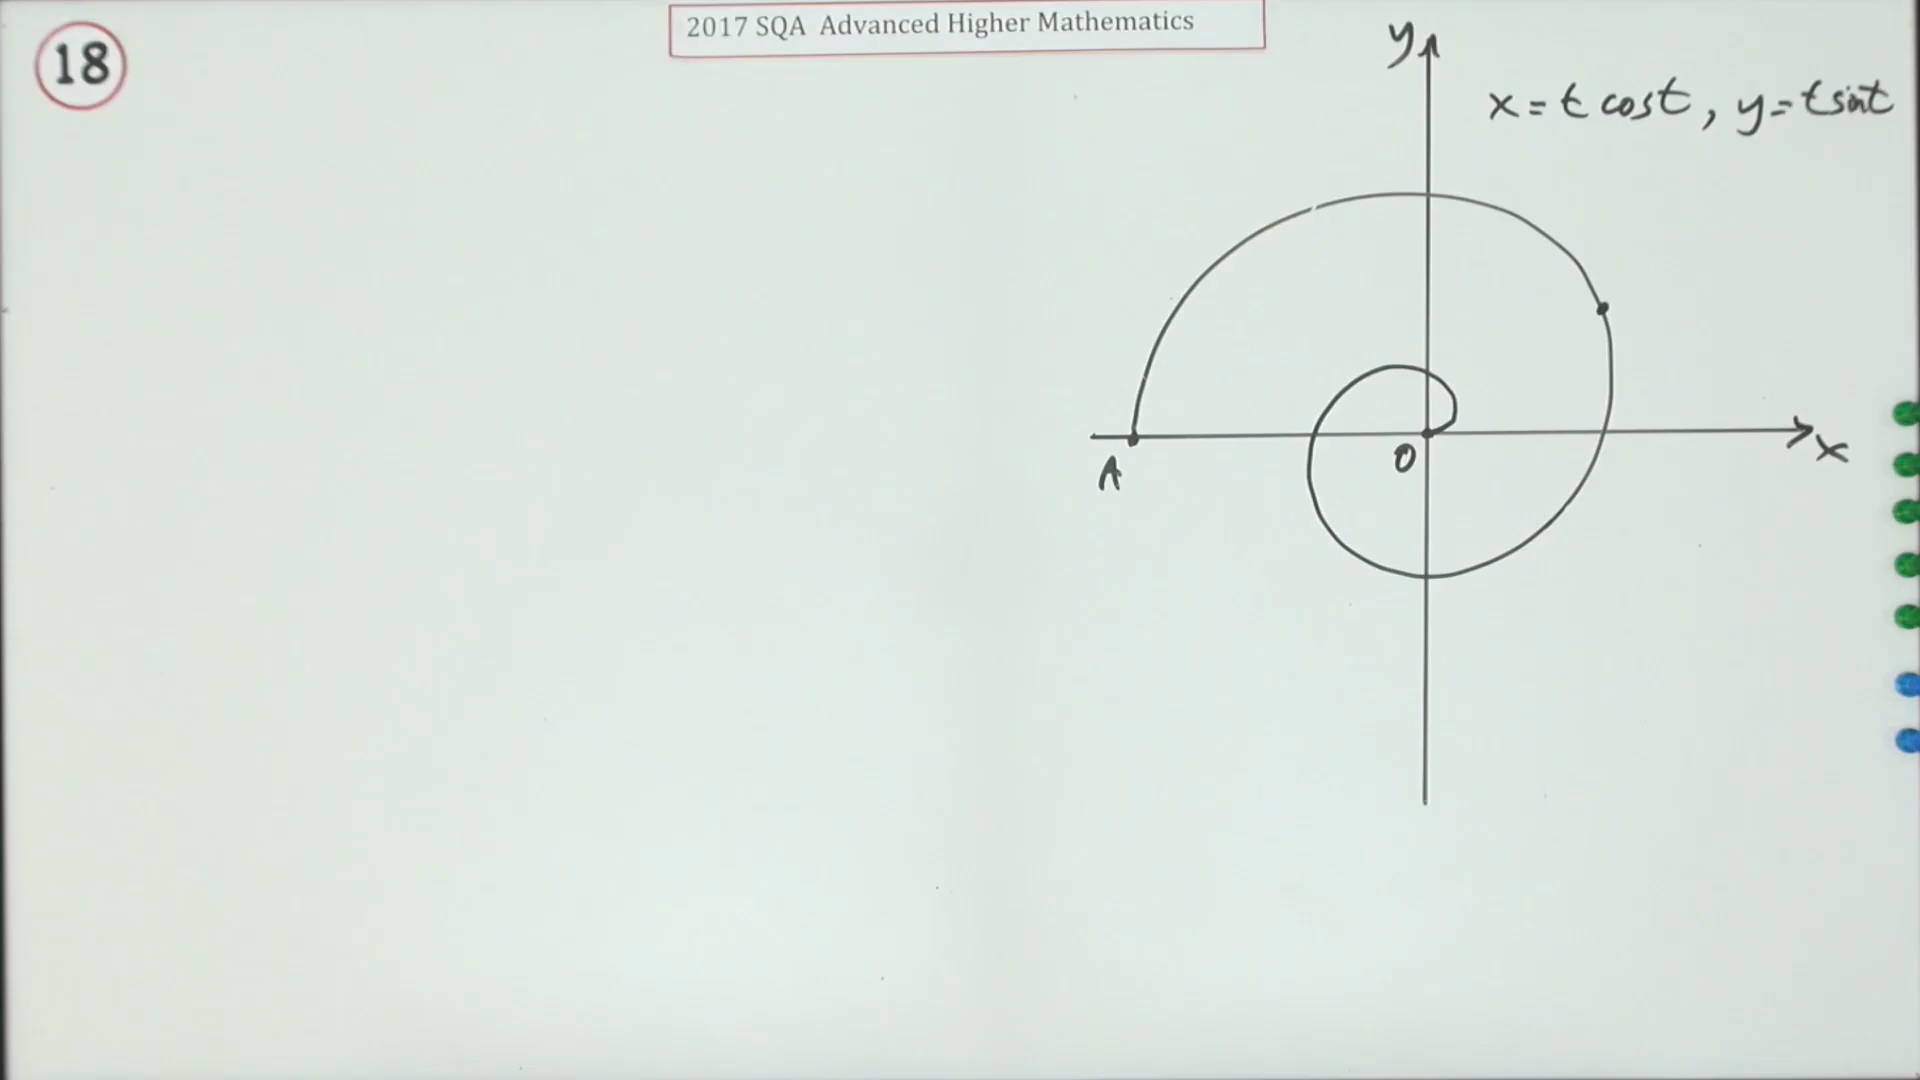 18
2017 SQA Advanced Higher Mathematics
y
x = t cost, y = t sint
A
O
x